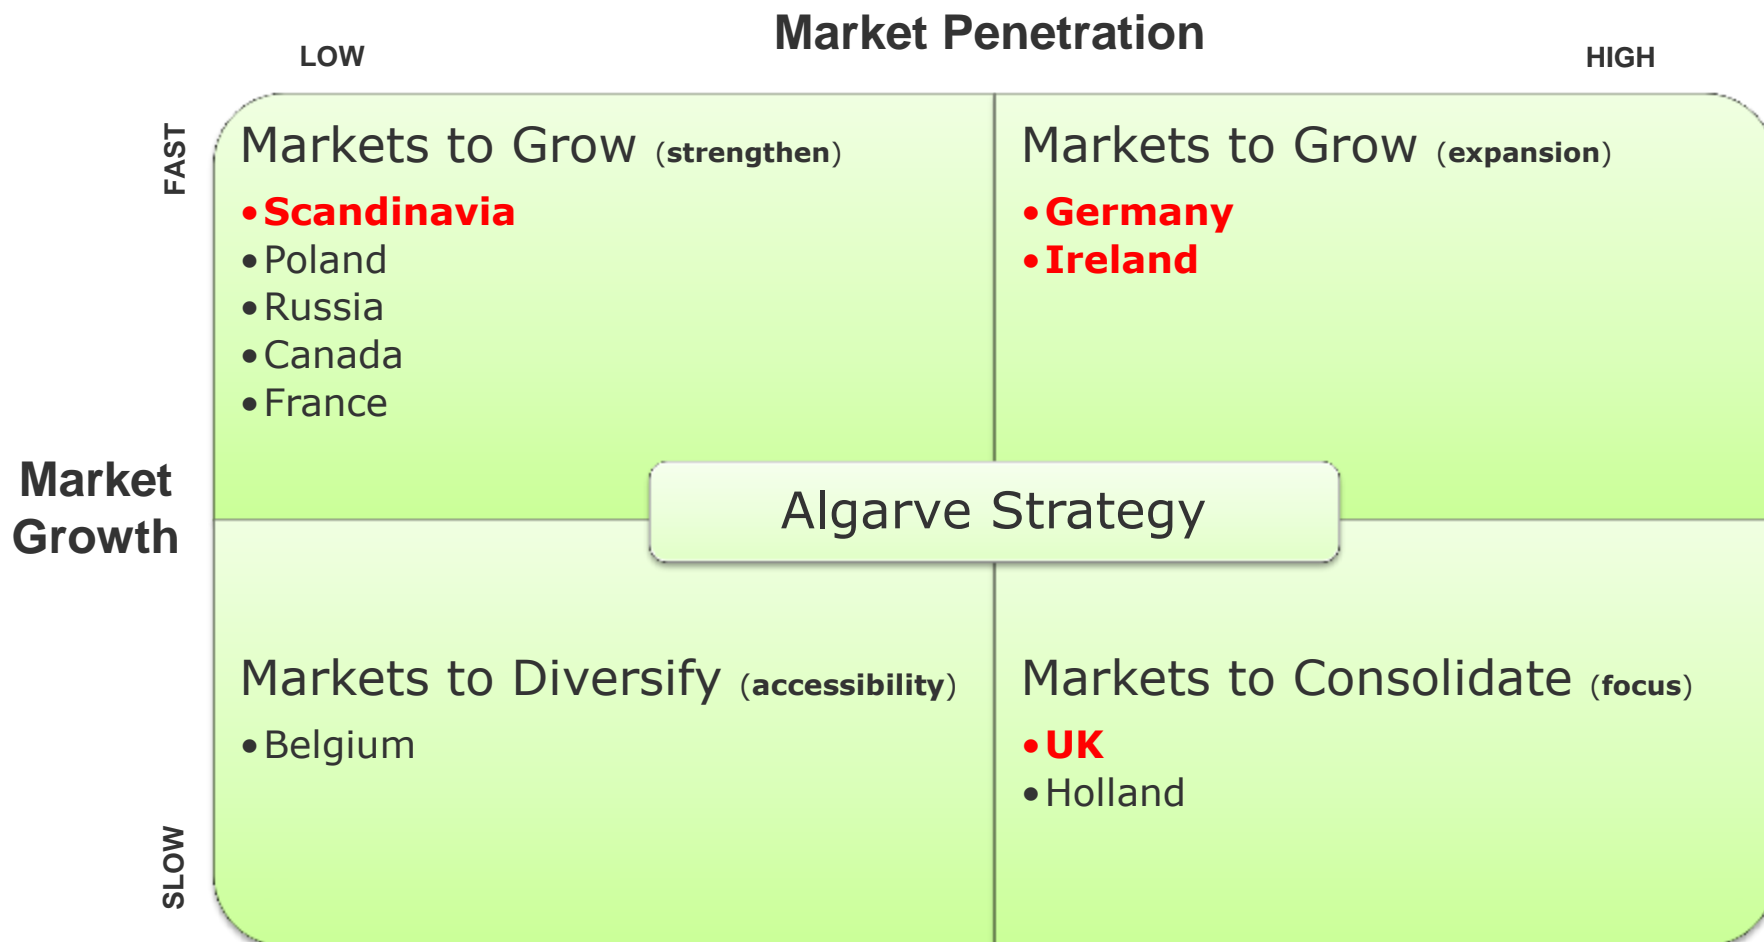 Market Penetration
LOW
HIGH
FAST
Markets to Grow (strengthen)
•Scandinavia
•Poland
•Russia
•Canada
•France
Markets to Grow (expansion)
•Germany
•Ireland
Market
Growth
Algarve Strategy
Markets to Diversify (accessibility)
•Belgium
Markets to Consolidate (focus)
•UK
•Holland
SLOW